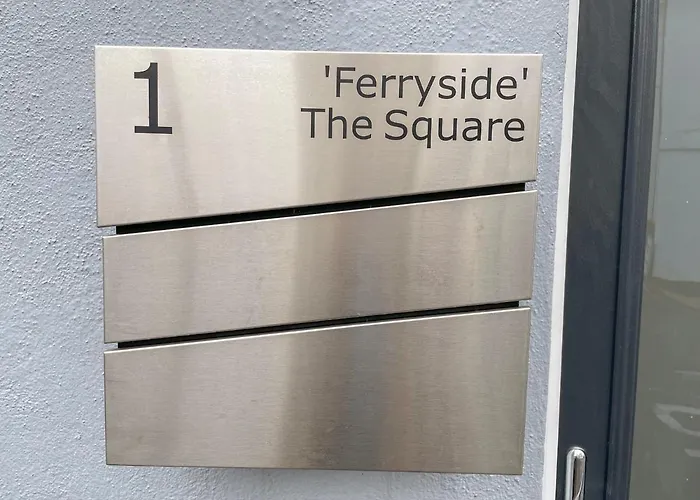 1
'Ferryside'
The Square